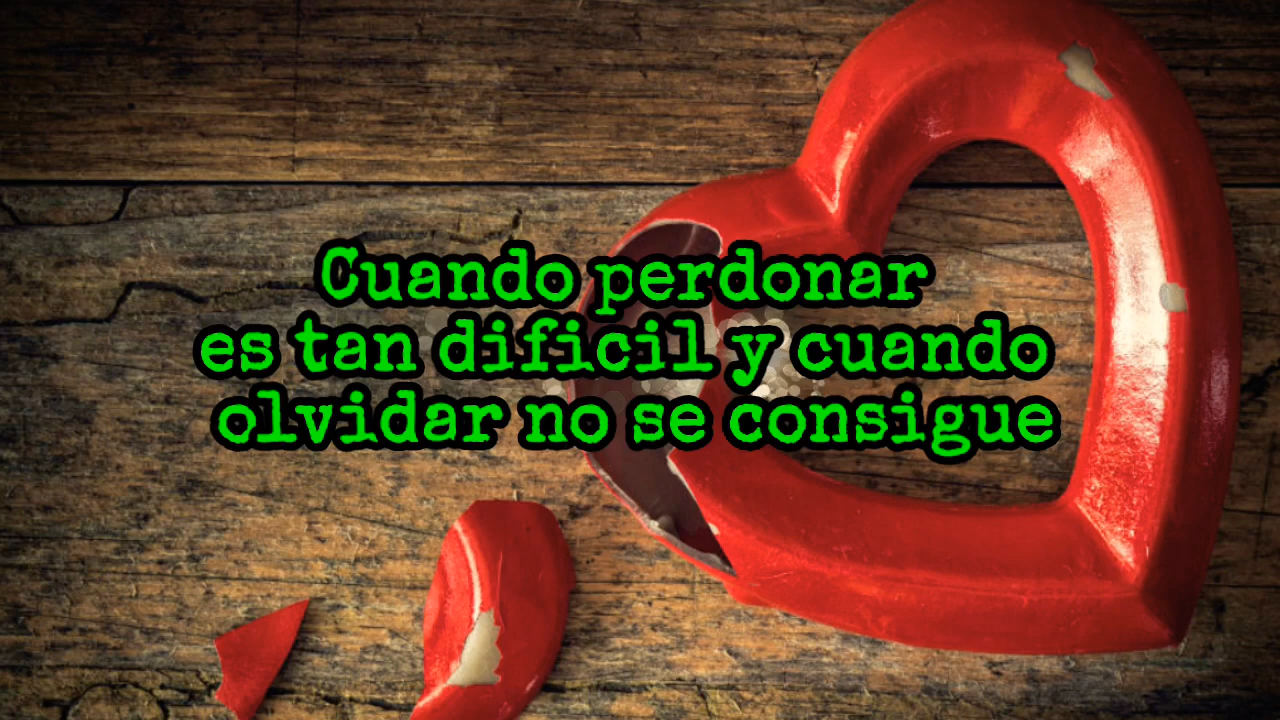 Cuando perdonar
es tan dificil y cuando
olvidar no se consigue